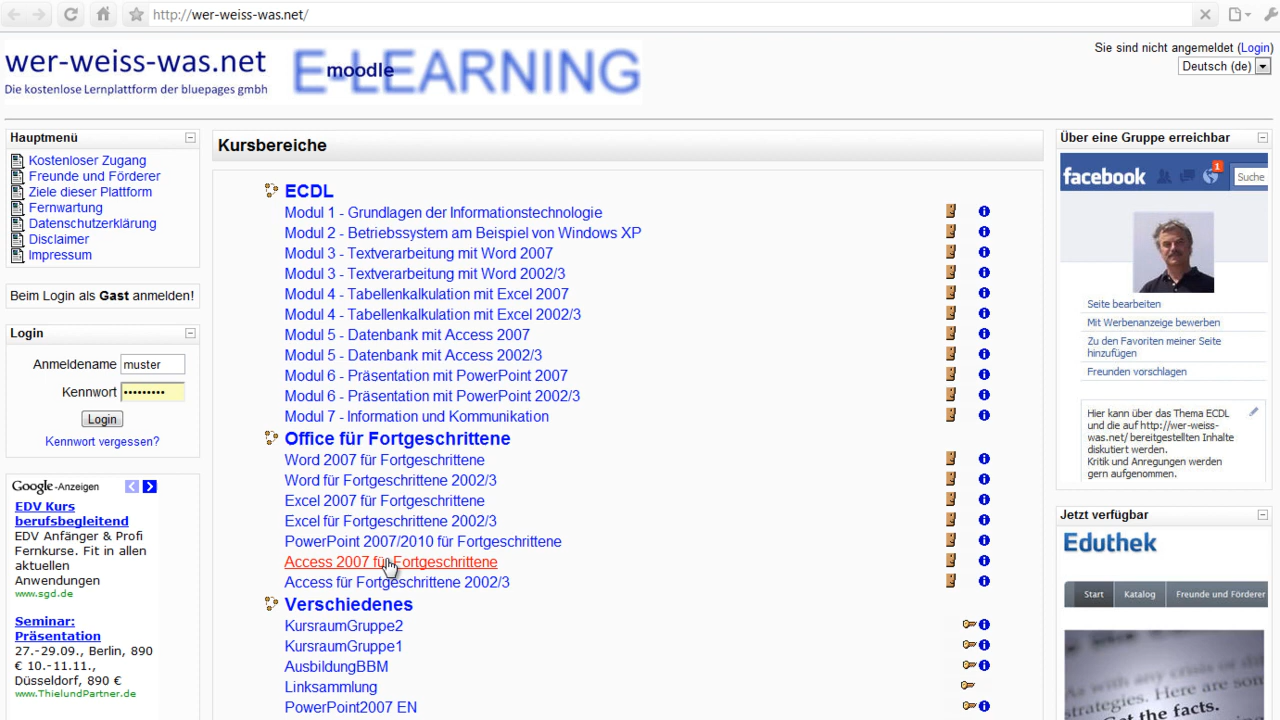 http://wer-weiss-was.net/
wer-weiss-was.net
Die kostenlose Lernplattform der bluepages gmbh
E-LEARNING
moodle
Sie sind nicht angemeldet (Login)
Deutsch (de)
Hauptmenü
Kostenloser Zugang
Freunde und Förderer
Ziele dieser Plattform
Fernwartung
Datenschutzerklärung
Disclaimer
Impressum
Beim Login als Gast anmelden!
Login
Anmeldename muster
Kennwort •••••••••
Login
Kennwort vergessen?
Google-Anzeigen
EDV Kurs
berufsbegleitend
EDV Anfänger & Profi
Fernkurse. Fit in allen
aktuellen
Anwendungen
www.sgd.de
Seminar:
Präsentation
27.-29.09., Berlin, 890
€ 10.-11.11.,
Düsseldorf, 890 €
www.ThielundPartner.de
Kursbereiche
ECDL
Modul 1 - Grundlagen der Informationstechnologie
Modul 2 - Betriebssystem am Beispiel von Windows XP
Modul 3 - Textverarbeitung mit Word 2007
Modul 3 - Textverarbeitung mit Word 2002/3
Modul 4 - Tabellenkalkulation mit Excel 2007
Modul 4 - Tabellenkalkulation mit Excel 2002/3
Modul 5 - Datenbank mit Access 2007
Modul 5 - Datenbank mit Access 2002/3
Modul 6 - Präsentation mit PowerPoint 2007
Modul 6 - Präsentation mit PowerPoint 2002/3
Modul 7 - Information und Kommunikation
Office für Fortgeschrittene
Word 2007 für Fortgeschrittene
Word für Fortgeschrittene 2002/3
Excel 2007 für Fortgeschrittene
Excel für Fortgeschrittene 2002/3
PowerPoint 2007/2010 für Fortgeschrittene
Access 2007 für Fortgeschrittene
Access für Fortgeschrittene 2002/3
Verschiedenes
KursraumGruppe2
KursraumGruppe1
AusbildungBBM
Linksammlung
PowerPoint2007 EN
Über eine Gruppe erreichbar
facebook
1
Suche
Seite bearbeiten
Mit Werbenanzeige bewerben
Zu den Favoriten meiner Seite
hinzufügen
Freunden vorschlagen
Hier kann über das Thema ECDL
und die auf http://wer-weiss-
was.net/ bereitgestellten Inhalte
diskutiert werden.
Kritik und Anregungen werden
gern aufgenommen.
Jetzt verfügbar
Eduthek
Start Katalog Freunde und Förderer
As with any crisis or di
strategies. Here are som
Get the facts.